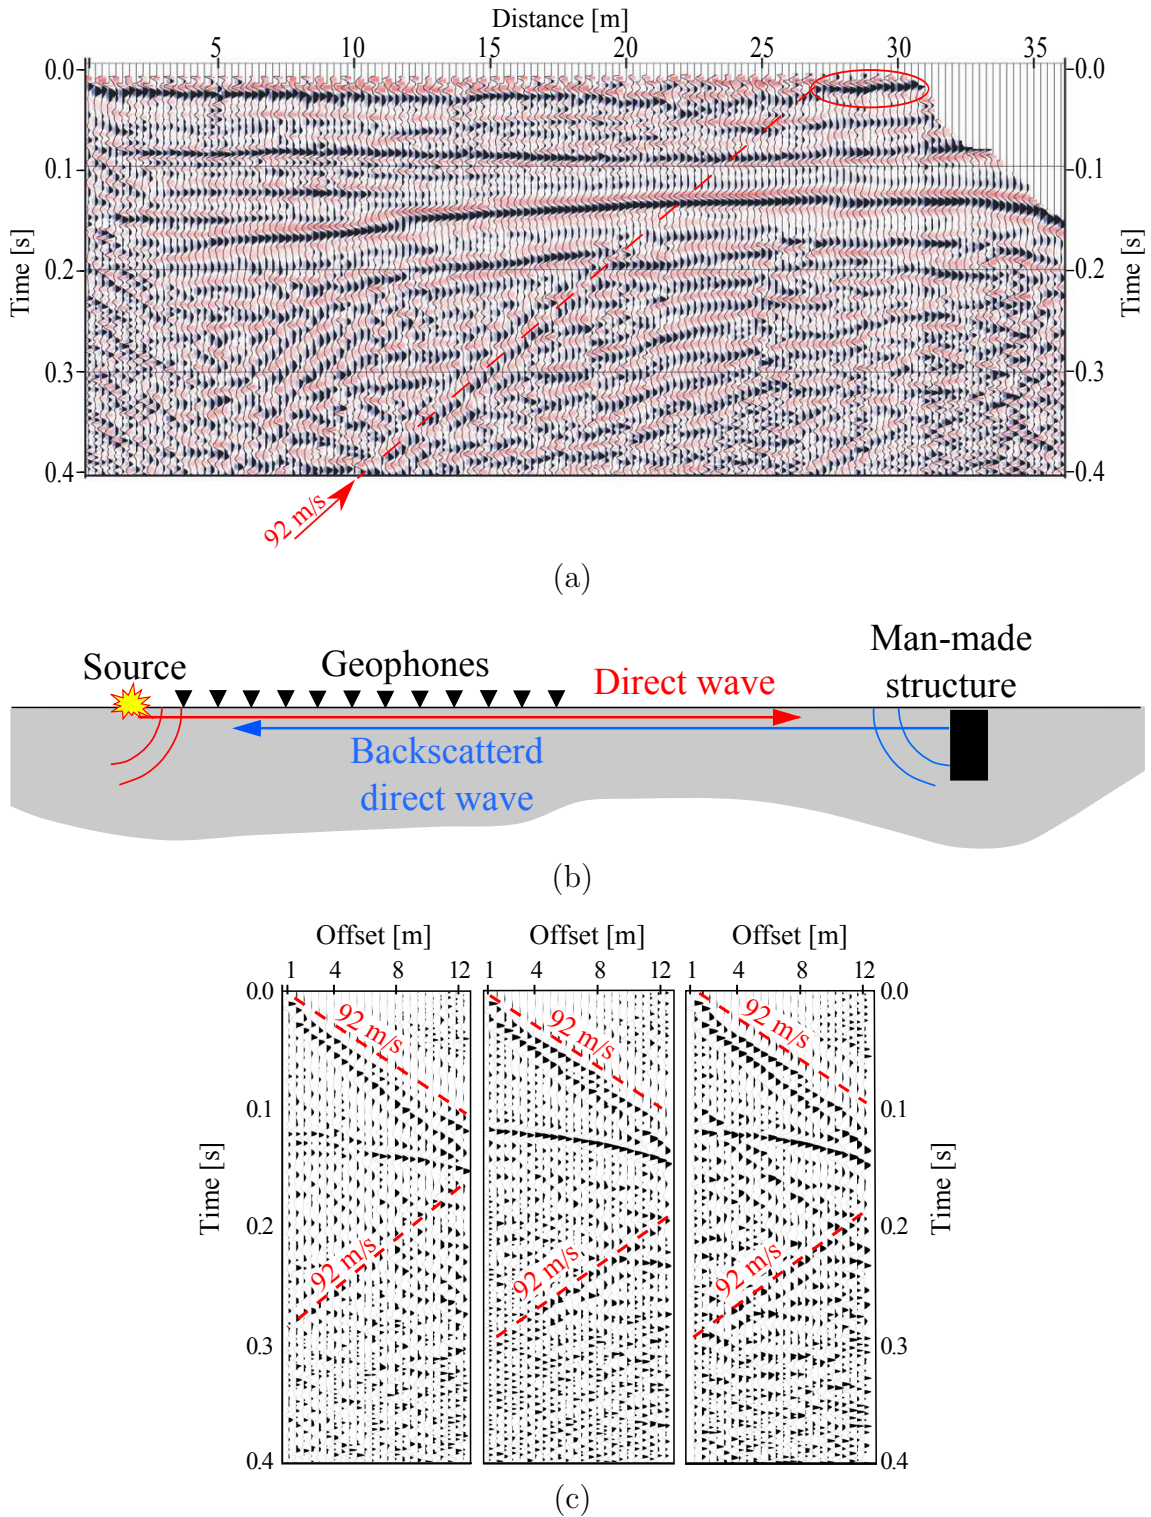 Distance [m]
5 10 15 20 25 30 35
0.0 0.0
0.1 0.1
0.2 0.2
0.3 0.3
0.4 0.4
Time [s]
Time [s]
92 m/s
(a)
Source Geophones Man-made
structure
Direct wave
Backscatterd
direct wave
(b)
Offset [m] Offset [m] Offset [m]
1 4 8 12 1 4 8 12 1 4 8 12
0.0 0.0
92 m/s 92 m/s 92 m/s
0.1 0.1
Time [s] Time [s]
0.2 0.2
92 m/s 92 m/s 92 m/s
0.3 0.3
0.4 0.4
(c)